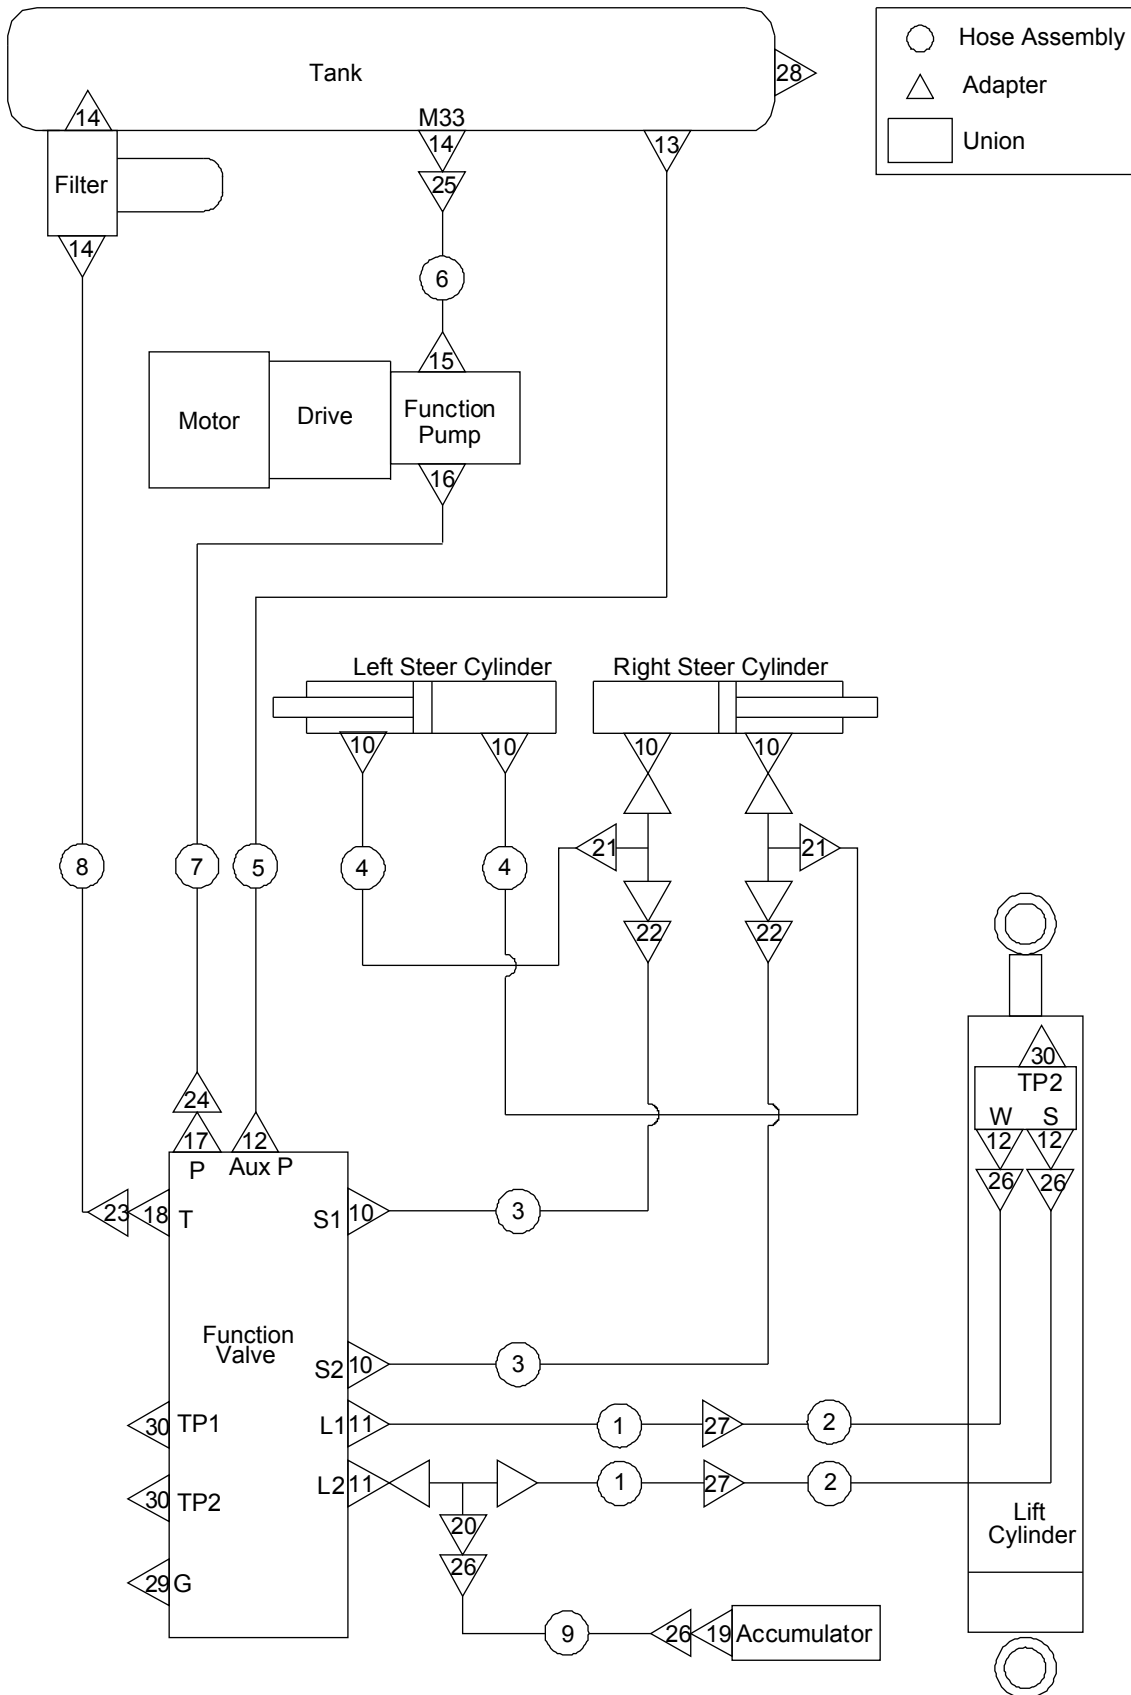 Hose Assembly
Adapter
Union
Tank
28
14
M33
14
13
25
Filter
14
6
15
Motor
Drive
Function
Pump
16
Left Steer Cylinder
Right Steer Cylinder
10
10
10
10
21
21
8
7
5
4
4
22
22
24
17
12
P
Aux P
23
18
T
S1
10
3
30
TP2
W
S
12
12
26
26
Function
Valve
S2
10
3
30
TP1
L1
11
1
27
2
30
TP2
L2
11
1
27
2
20
26
29
G
Lift
Cylinder
9
26
19
Accumulator